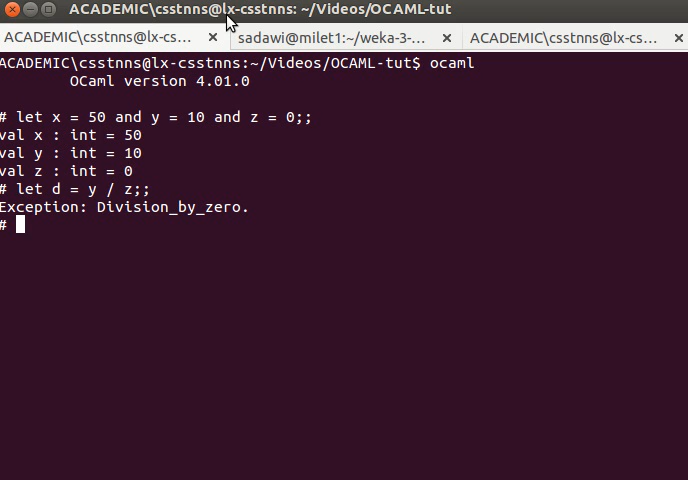 ACADEMIC\csstnns@lx-csstnns: ~/Videos/OCAML-tut
ACADEMIC\csstnns@lx-cs... sadawi@milet1:~/weka-3-... ACADEMIC\csstnns@lx-cs...
ACADEMIC\csstnns@lx-csstnns:~/Videos/OCAML-tut$ ocaml
        OCaml version 4.01.0
# let x = 50 and y = 10 and z = 0;;
val x : int = 50
val y : int = 10
val z : int = 0
# let d = y / z;;
Exception: Division_by_zero.
#